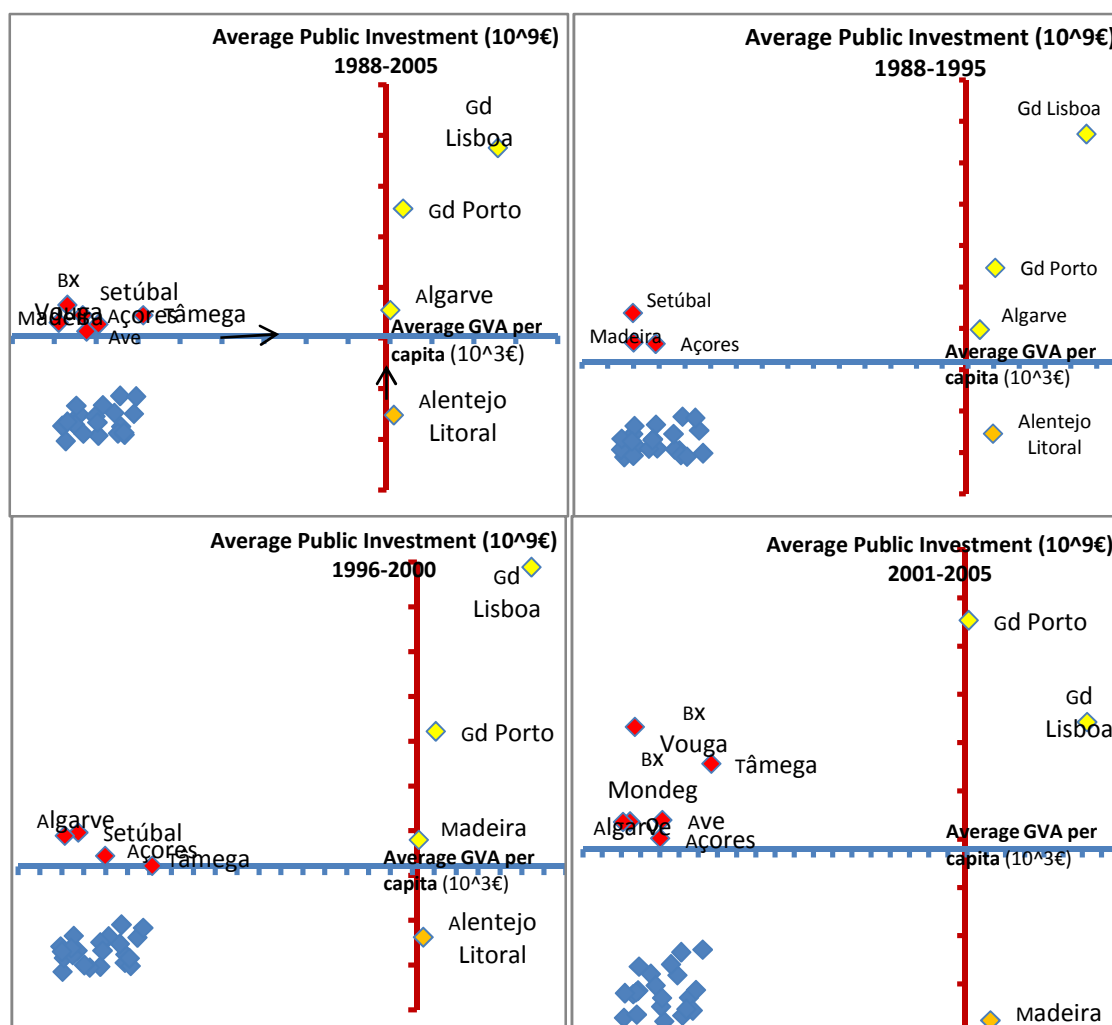 Average Public Investment (10^9€)
1988-2005
Gd
Lisboa
Gd Porto
Bx
Setúbal
Vouga
Madeira
Açores
Tâmega
Ave
Algarve
Average GVA per
capita (10^3€)
Alentejo
Litoral
Average Public Investment (10^9€)
1988-1995
Gd Lisboa
Gd Porto
Setúbal
Algarve
Madeira
Açores
Average GVA per
capita (10^3€)
Alentejo
Litoral
Average Public Investment (10^9€)
1996-2000
Gd
Lisboa
Gd Porto
Algarve
Setúbal
Açores
Tâmega
Madeira
Average GVA per
capita (10^3€)
Alentejo
Litoral
Average Public Investment (10^9€)
2001-2005
Gd Porto
Gd
Lisboa
Bx
Vouga
Bx
Mondeg
o
Tâmega
Algarve
Ave
Açores
Average GVA per
capita (10^3€)
Madeira